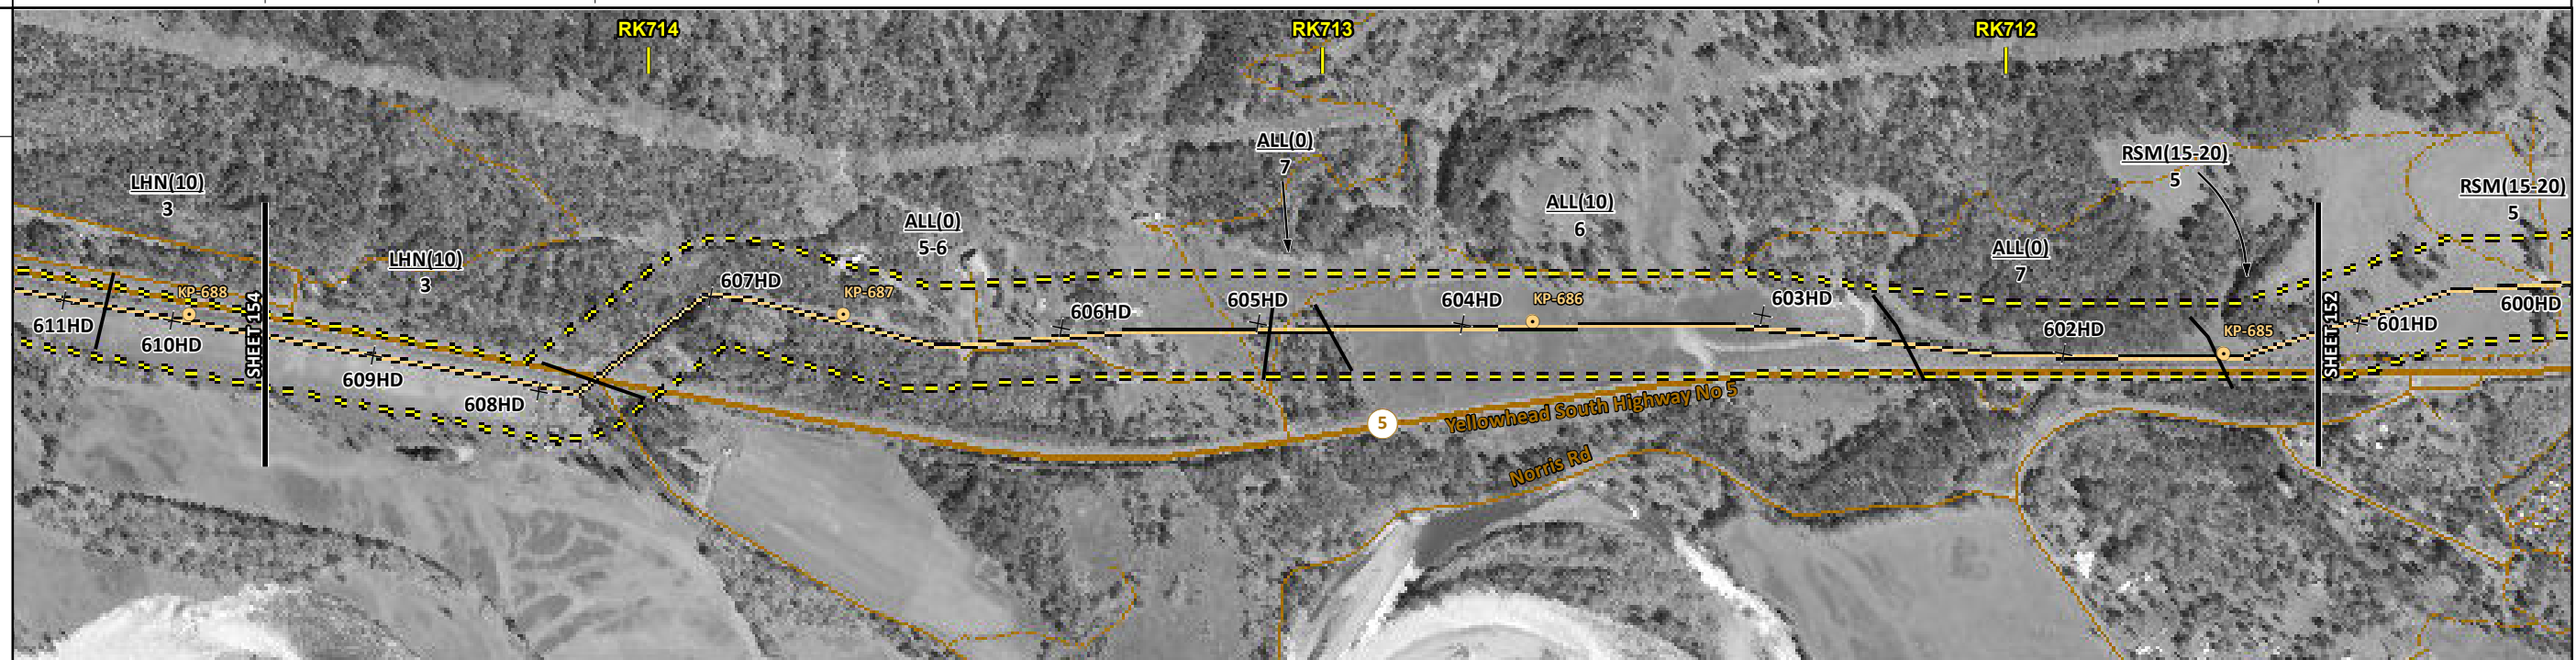 RK714
RK713
RK712
ALL(0)
7
RSM(15-20)
5
LHN(10)
3
RSM(15-20)
5
ALL(10)
6
ALL(0)
5-6
ALL(0)
7
LHN(10)
3
KP-688
607HD
KP-687
606HD
605HD
604HD
KP-686
603HD
600HD
611HD
610HD
SHEET 154
602HD
KP-685
SHEET 152
601HD
609HD
608HD
5
Yellowhead South Highway No 5
Norris Rd